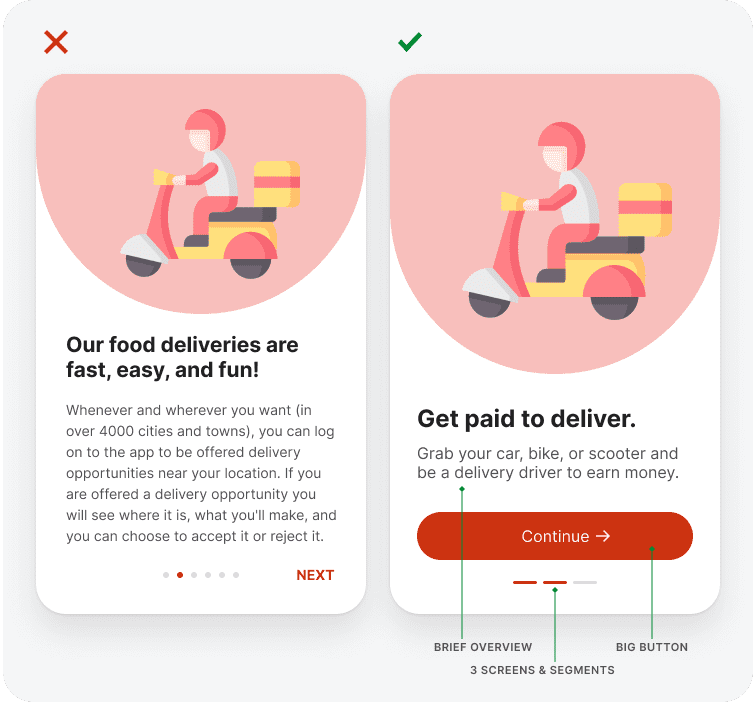 Our food deliveries are
fast, easy, and fun!
Whenever and wherever you want (in
over 4000 cities and towns), you can log
on to the app to be offered delivery
opportunities near your location. If you
are offered a delivery opportunity you
will see where it is, what you'll make, and
you can choose to accept it or reject it.
NEXT
Get paid to deliver.
Grab your car, bike, or scooter and
be a delivery driver to earn money.
Continue →
BRIEF OVERVIEW
BIG BUTTON
3 SCREENS & SEGMENTS